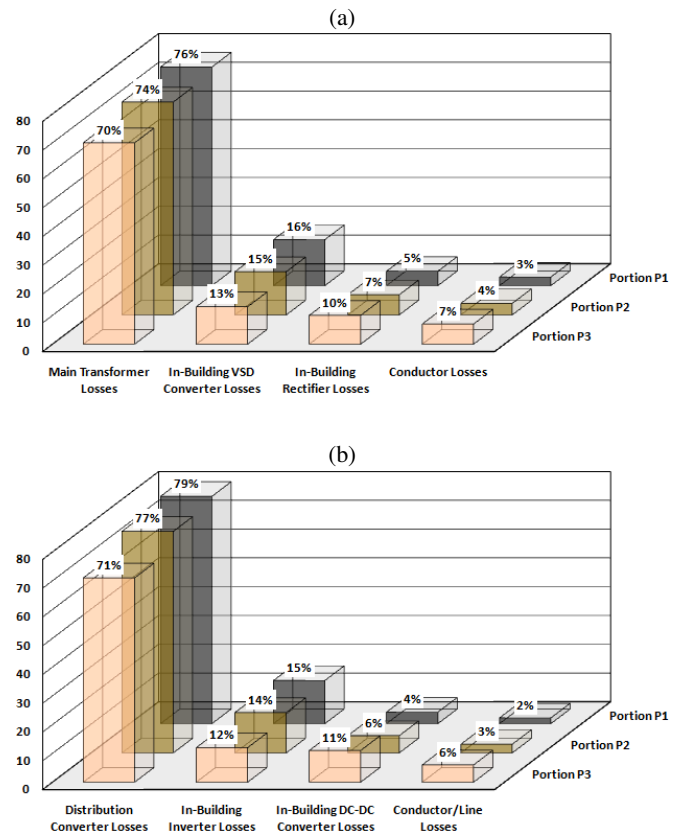 (a)
76%
74%
70%
80
70
60
50
40
30
20
10
0
16%
15%
13%
5%
7%
10%
3%
4%
7%
Portion P1
Portion P2
Portion P3
Main Transformer
Losses
In-Building VSD
Converter Losses
In-Building
Rectifier Losses
Conductor Losses
(b)
79%
77%
71%
80
70
60
50
40
30
20
10
0
15%
14%
12%
4%
6%
11%
2%
3%
6%
Portion P1
Portion P2
Portion P3
Distribution
Converter Losses
In-Building
Inverter Losses
In-Building DC-DC
Converter Losses
Conductor/Line
Losses